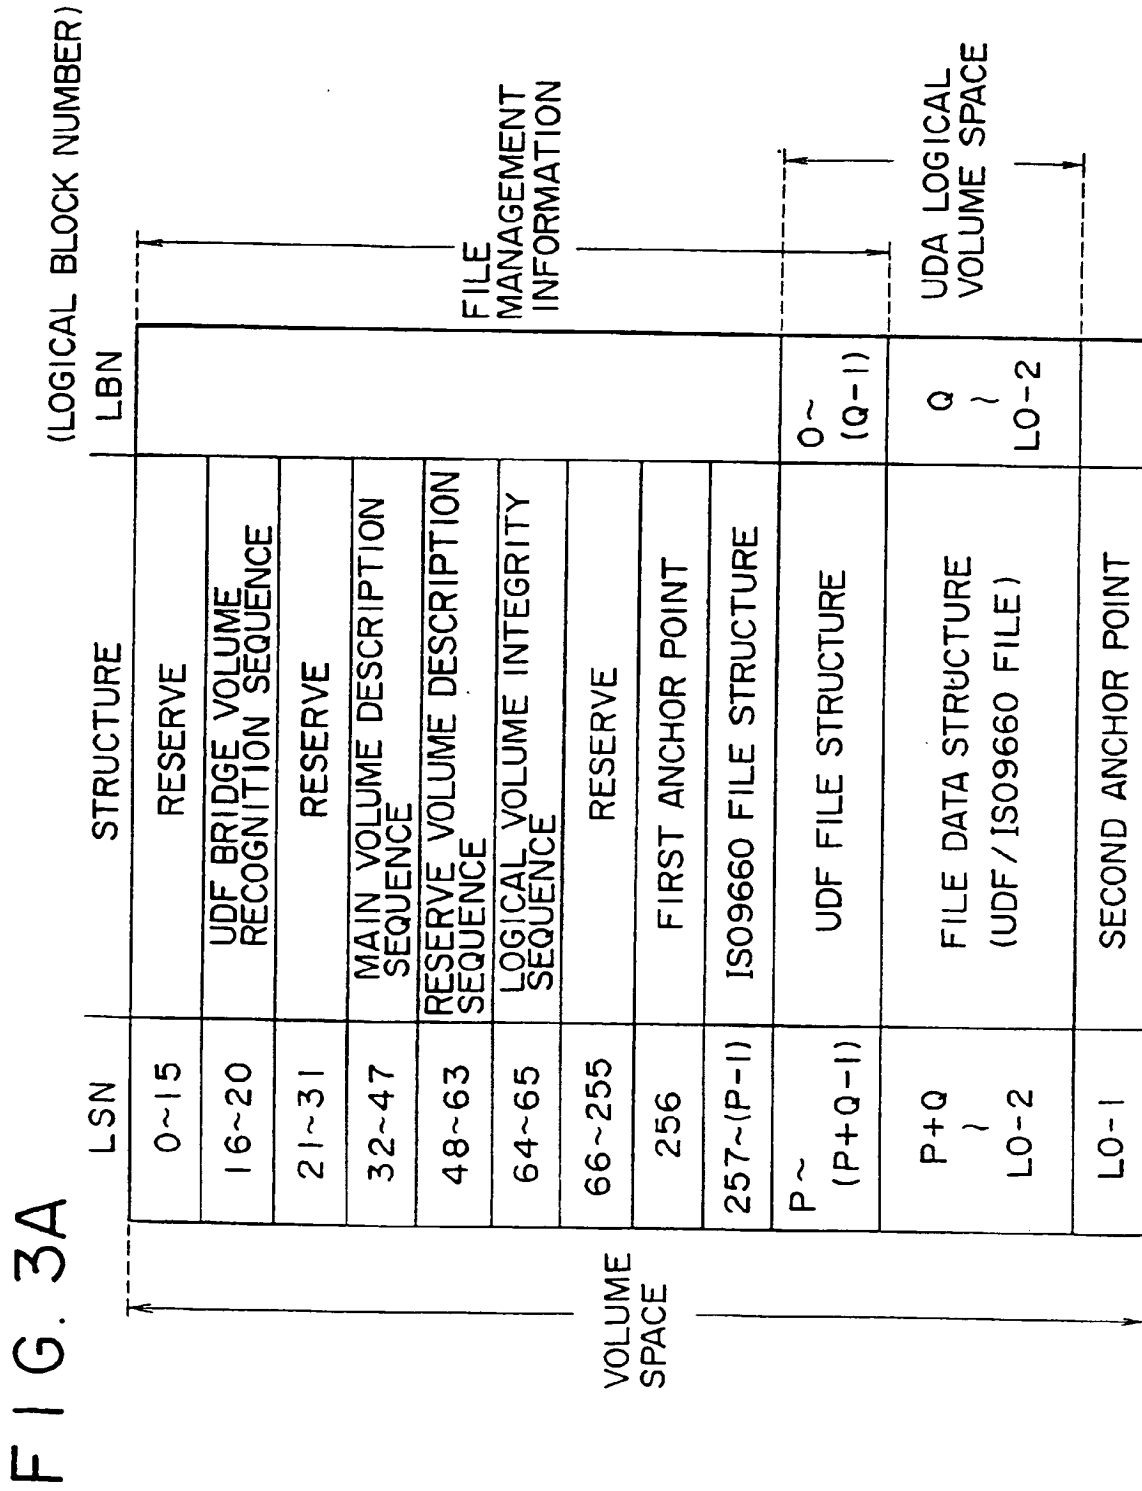 FIG. 3A
(LOGICAL BLOCK NUMBER)
LSN STRUCTURE LBN
0~15 RESERVE
16~20 UDF BRIDGE VOLUME
RECOGNITION SEQUENCE
21~31 RESERVE
32~47 MAIN VOLUME DESCRIPTION
SEQUENCE
48~63 RESERVE VOLUME DESCRIPTION
SEQUENCE
64~65 LOGICAL VOLUME INTEGRITY
SEQUENCE
66~255 RESERVE
256 FIRST ANCHOR POINT
257~(P-1) ISO9660 FILE STRUCTURE
P~
(P+Q-1)
UDF FILE STRUCTURE
0~
(Q-1)
P+Q
~
LO-2
FILE DATA STRUCTURE
(UDF/ISO9660 FILE)
Q
~
LO-2
LO-1 SECOND ANCHOR POINT
VOLUME
SPACE
FILE
MANAGEMENT
INFORMATION
UDA LOGICAL
VOLUME SPACE